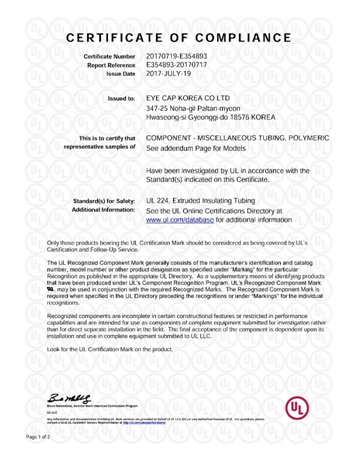 CERTIFICATE OF COMPLIANCE
Certificate Number 20170719-E354893
Report Reference E354893-20170717
Issue Date 2017-JULY-19
Issued to: EYE CAP KOREA CO LTD
347-25 Noha-gil Paltan-myeon
Hwaseong-si Gyeonggi-do 18576 KOREA
This is to certify that COMPONENT - MISCELLANEOUS TUBING, POLYMERIC
representative samples of See addendum Page for Models
Have been investigated by UL in accordance with the
Standard(s) indicated on this Certificate.
Standard(s) for Safety: UL 224, Extruded Insulating Tubing
Additional Information: See the UL Online Certifications Directory at
www.ul.com/database for additional information
Only those products bearing the UL Certification Mark should be considered as being covered by UL's
Certification and Follow-Up Service.
The UL Recognized Component Mark generally consists of the manufacturer's identification and catalog
number, model number or other product designation as specified under "Marking" for the particular
Recognition as published in the appropriate UL Directory. As a supplementary means of identifying products
that have been produced under UL's Component Recognition Program, UL's Recognized Component Mark
, may be used in conjunction with the required Recognized Marks. The Recognized Component Mark is
required when specified in the UL Directory preceding the recognitions or under "Markings" for the individual
recognitions.
Recognized components are incomplete in certain constructional features or restricted in performance
capabilities and are intended for use as components of complete equipment submitted for investigation rather
than for direct separate installation in the field. The final acceptance of the component is dependent upon its
installation and use in complete equipment submitted to UL LLC.
Look for the UL Certification Mark on the product.
Bruce Mahrenholz, Director North American Certification Program
UL LLC
Any information and documentation involving UL Mark services are provided on behalf of UL LLC (UL) or any authorized licensee of UL. For questions, please
contact a local UL Customer Service Representative at
UL
Page 1 of 2